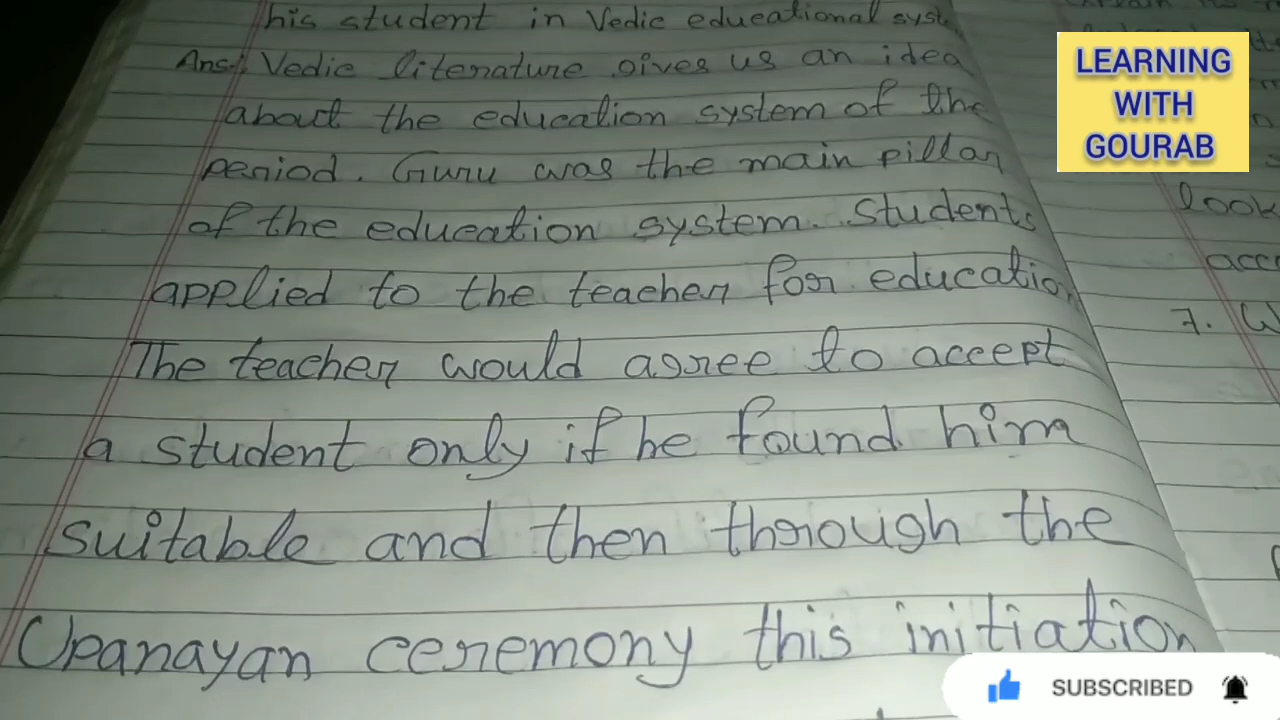 his student in Vedic educational syst
Ans:- Vedic literature gives us an idea
about the education system of the
period. Guru was the main pillar
of the education system. Students
applied to the teacher for education
The teacher would agree to accept
a student only if he found him
suitable and then through the
Upanayan ceremony this initiation
look
acc
7. W
LEARNING
WITH
GOURAB
SUBSCRIBED